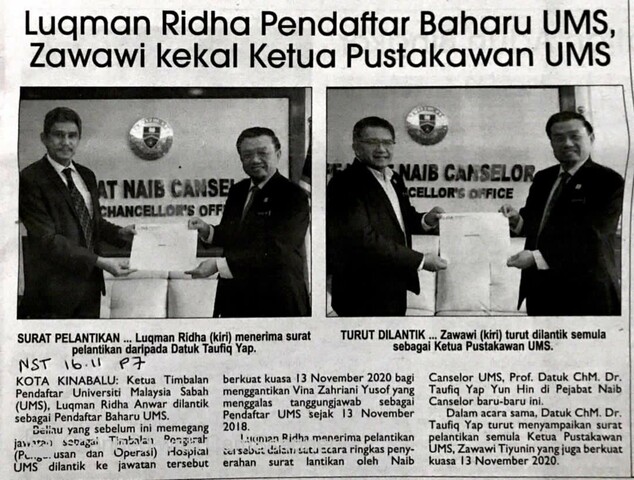 Luqman Ridha Pendaftar Baharu UMS,
Zawawi kekal Ketua Pustakawan UMS
AT NAIB CANSELOR
CHANCELLOR'S OFF
T NAIB CANSELOR
NCELLOR'S OFFICE
SURAT PELANTIKAN ... Luqman Ridha (kiri) menerima surat
pelantikan daripada Datuk Taufiq Yap.
TURUT DILANTIK ... Zawawi (kiri) turut dilantik semula
sebagai Ketua Pustakawan UMS.
NST 16.11 P7
KOTA KINABALU: Ketua Timbalan
Pendaftar Universiti Malaysia Sabah
(UMS), Luqman Ridha Anwar dilantik
sebagai Pendaftar Baharu UMS.
Beliau yang sebelum ini memegang
jawatan sebagai Timbalan Pengarah
(Pengurusan dan Operasi) Hospital
UMS dilantik ke jawatan tersebut
berkuat kuasa 13 November 2020 bagi
menggantikan Vina Zahriani Yusof yang
menggalas tanggungjawab sebagai
Pendaftar UMS sejak 13 November
2018.
Luqman Ridha menerima pelantikan
tersebut dalam satu acara ringkas peny-
erahan surat lantikan oleh Naib
Canselor UMS, Prof. Datuk ChM. Dr.
Taufiq Yap Yun Hin di Pejabat Naib
Canselor baru-baru ini.
Dalam acara sama, Datuk ChM. Dr.
Taufiq Yap turut menyampaikan surat
pelantikan semula Ketua Pustakawan
UMS, Zawawi Tiyunin yang juga berkuat
kuasa 13 November 2020.